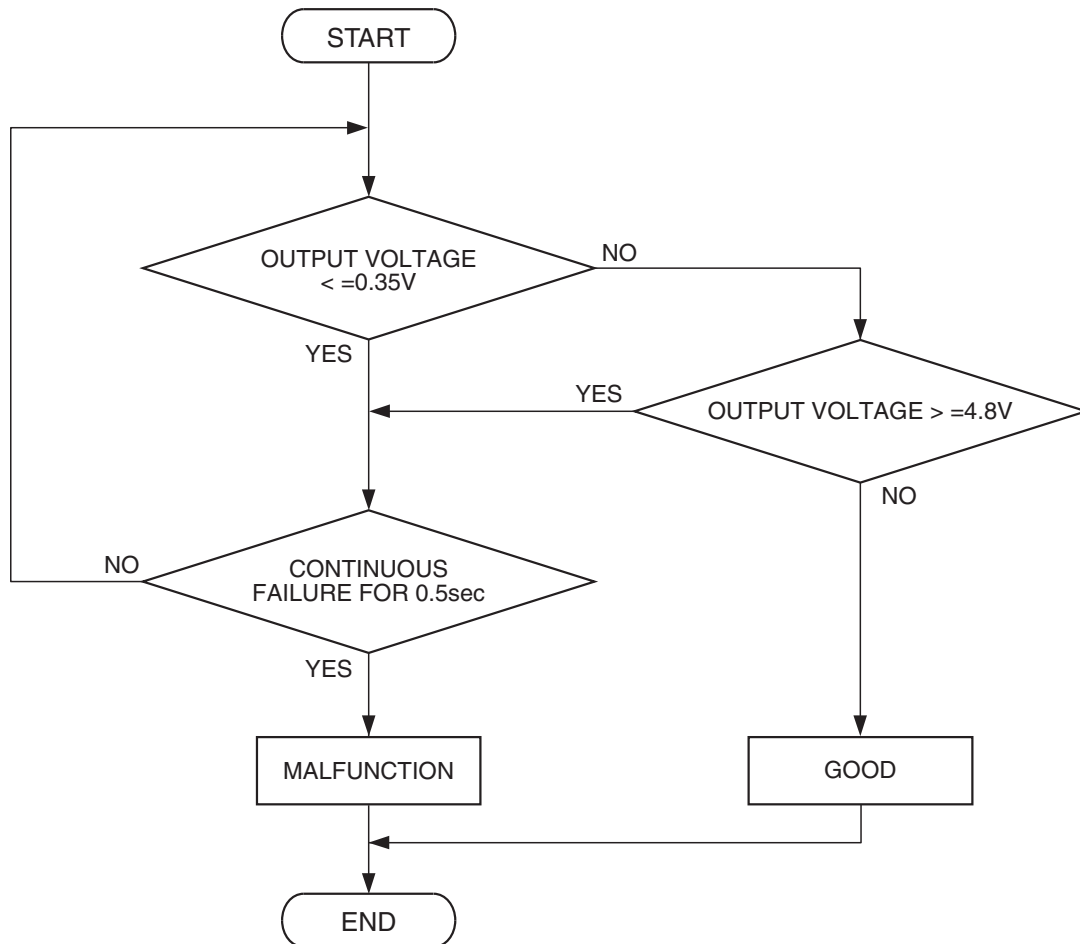 START
OUTPUT VOLTAGE
< =0.35V
NO
YES
YES
OUTPUT VOLTAGE > =4.8V
NO
NO
CONTINUOUS
FAILURE FOR 0.5sec
YES
MALFUNCTION
GOOD
END